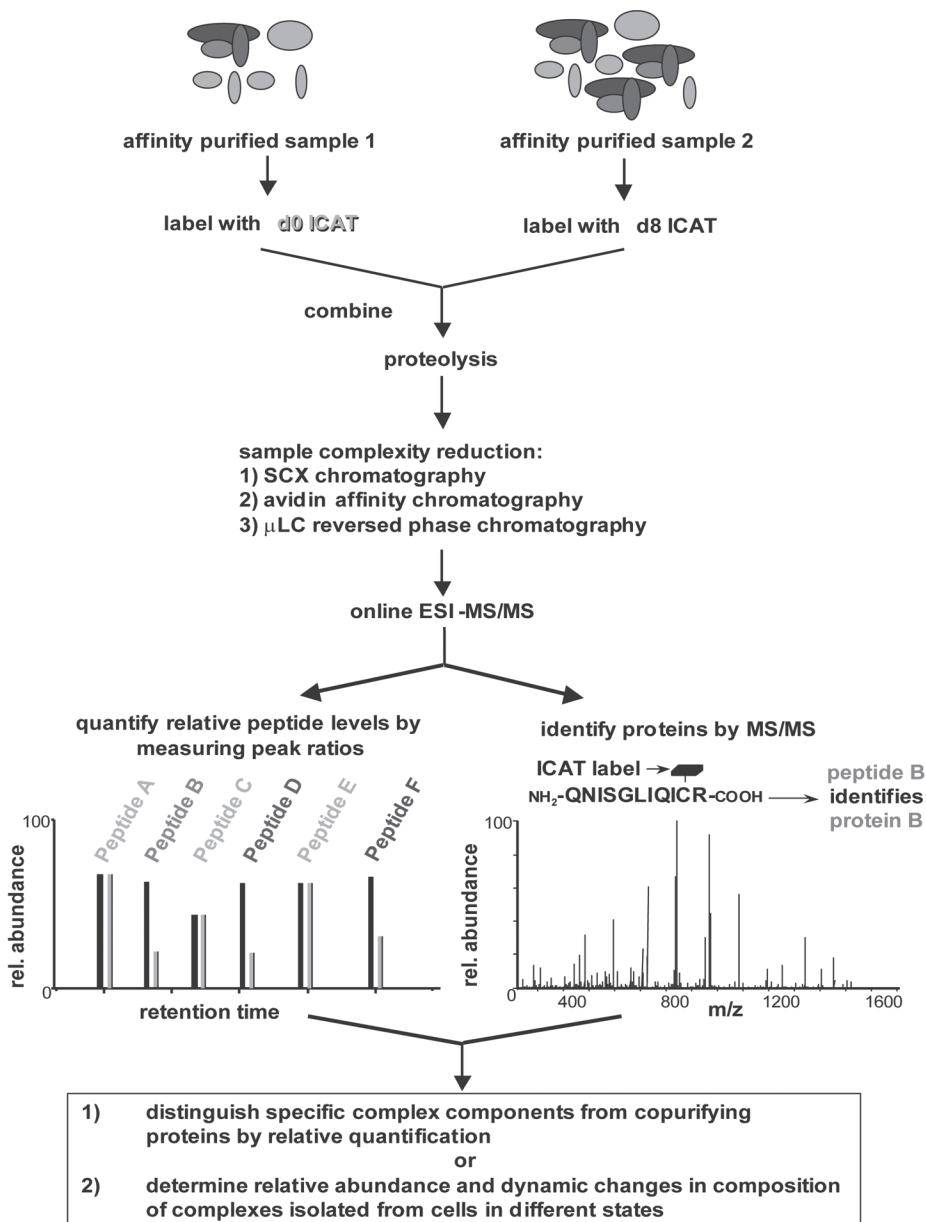 affinity purified sample 1
affinity purified sample 2
label with d0 ICAT
label with d8 ICAT
combine
proteolysis
sample complexity reduction:
1) SCX chromatography
2) avidin affinity chromatography
3) μLC reversed phase chromatography
online ESI-MS/MS
quantify relative peptide levels by
measuring peak ratios
Peptide A
Peptide B
Peptide C
Peptide D
Peptide E
Peptide F
100
rel. abundance
0
retention time
identify proteins by MS/MS
ICAT label
NH2-QNISGLIQICR-COOH
peptide B
identifies
protein B
100
rel. abundance
0
0 400 800 1200 1600
m/z
1) distinguish specific complex components from copurifying
proteins by relative quantification
or
2) determine relative abundance and dynamic changes in composition
of complexes isolated from cells in different states